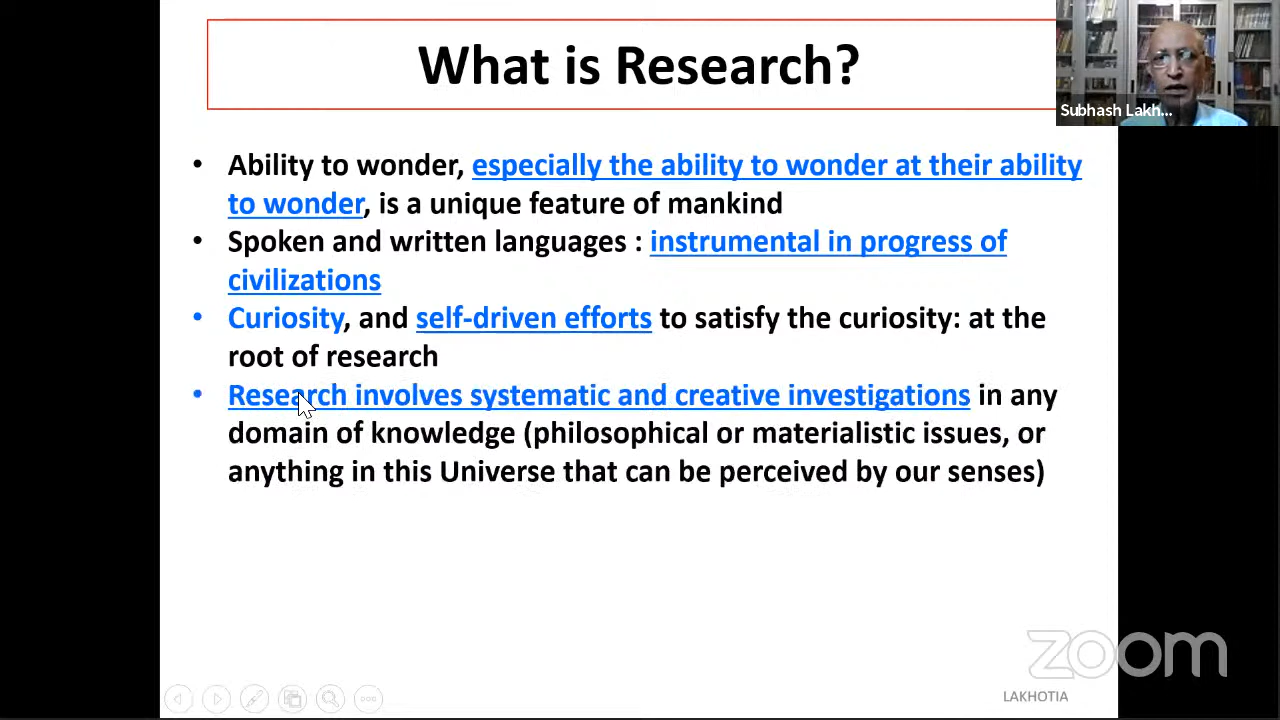 What is Research?
Subhash Lakh...
• Ability to wonder, especially the ability to wonder at their ability
to wonder, is a unique feature of mankind
• Spoken and written languages : instrumental in progress of
civilizations
• Curiosity, and self-driven efforts to satisfy the curiosity: at the
root of research
• Research involves systematic and creative investigations in any
domain of knowledge (philosophical or materialistic issues, or
anything in this Universe that can be perceived by our senses)
zoom
LAKHOTIA